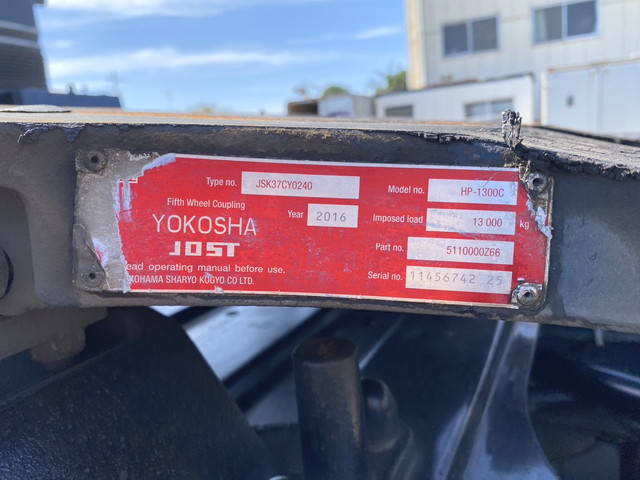 Type no. JSK37CY0240 Model no. HP-1300C
Fifth Wheel Coupling
YOKOSHA Year 2016 Imposed load 13 000 kg
JOST Part no. 5110000Z66
ead operating manual before use. Serial no. 11456742 25
KOHAMA SHARYO KOGYO CO LTD.